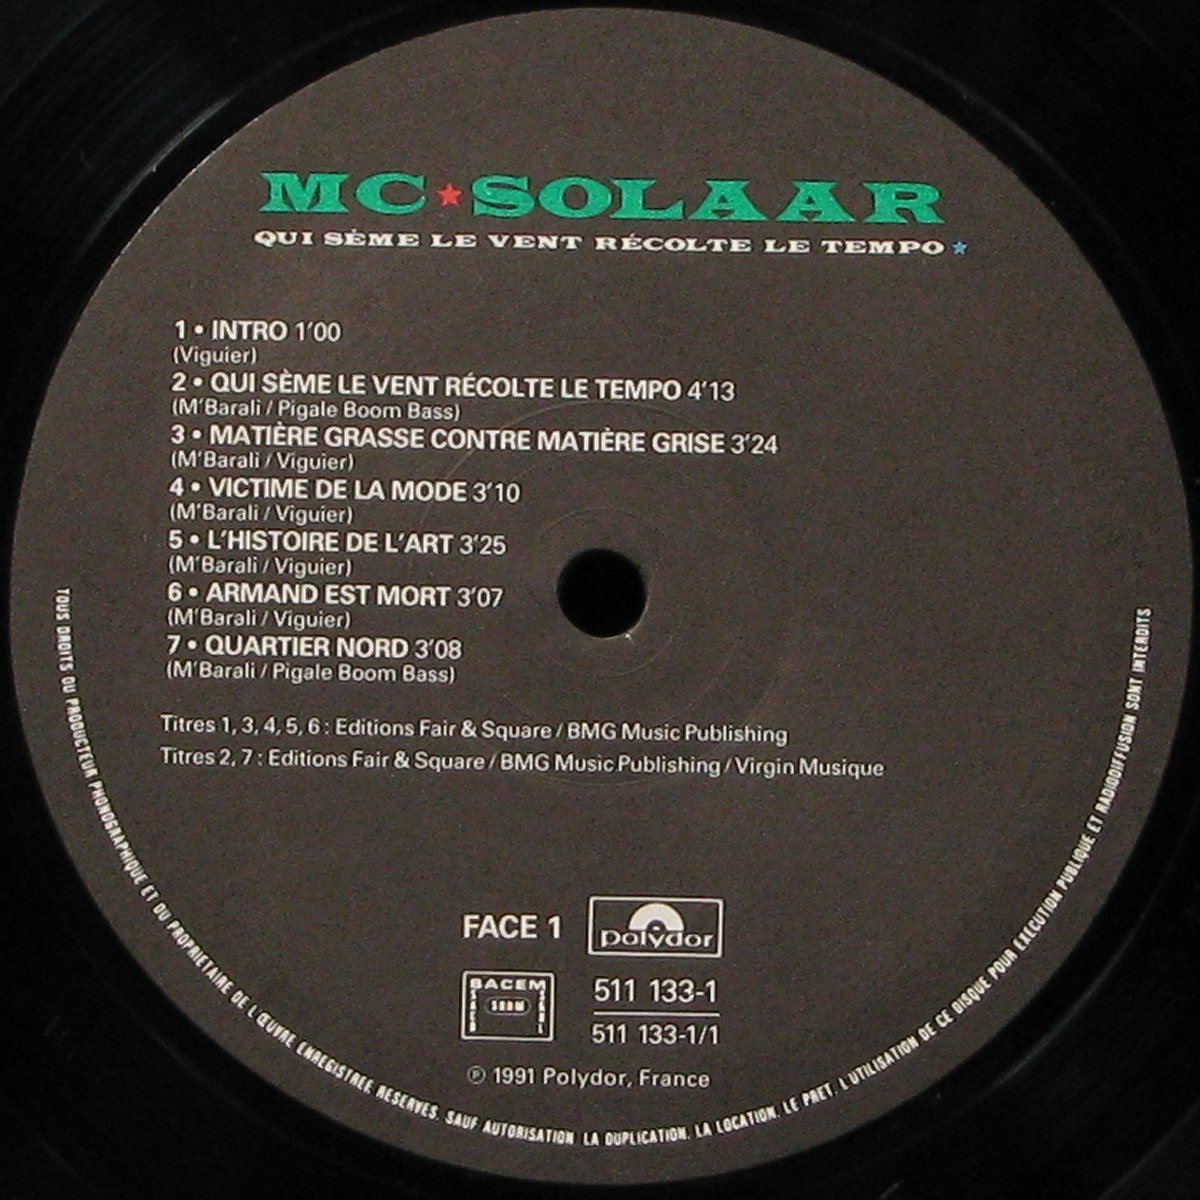 MC★SOLAAR
QUI SÈME LE VENT RÉCOLTE LE TEMPO★
1 • INTRO 1'00
(Viguier)
2 • QUI SÈME LE VENT RÉCOLTE LE TEMPO 4'13
(M'Barali / Pigale Boom Bass)
3 • MATIÈRE GRASSE CONTRE MATIÈRE GRISE 3'24
(M'Barali / Viguier)
4 • VICTIME DE LA MODE 3'10
(M'Barali / Viguier)
5 • L'HISTOIRE DE L'ART 3'25
(M'Barali / Viguier)
6 • ARMAND EST MORT 3'07
(M'Barali / Viguier)
7 • QUARTIER NORD 3'08
(M'Barali / Pigale Boom Bass)
Titres 1, 3, 4, 5, 6 : Editions Fair & Square / BMG Music Publishing
Titres 2, 7 : Editions Fair & Square / BMG Music Publishing / Virgin Musique
FACE 1
polydor
SACEM
SDRM
SACD
SGDL
511 133-1
511 133-1/1
℗ 1991 Polydor, France
TOUS DROITS DU PRODUCTEUR PHONOGRAPHIQUE ET DU PROPRIETAIRE DE L'ŒUVRE ENREGISTREE RESERVES. SAUF AUTORISATION LA DUPLICATION. LA LOCATION. LE PRET. L'UTILISATION DE CE DISQUE POUR EXECUTION PUBLIQUE ET RADIODIFFUSION SONT INTERDITS